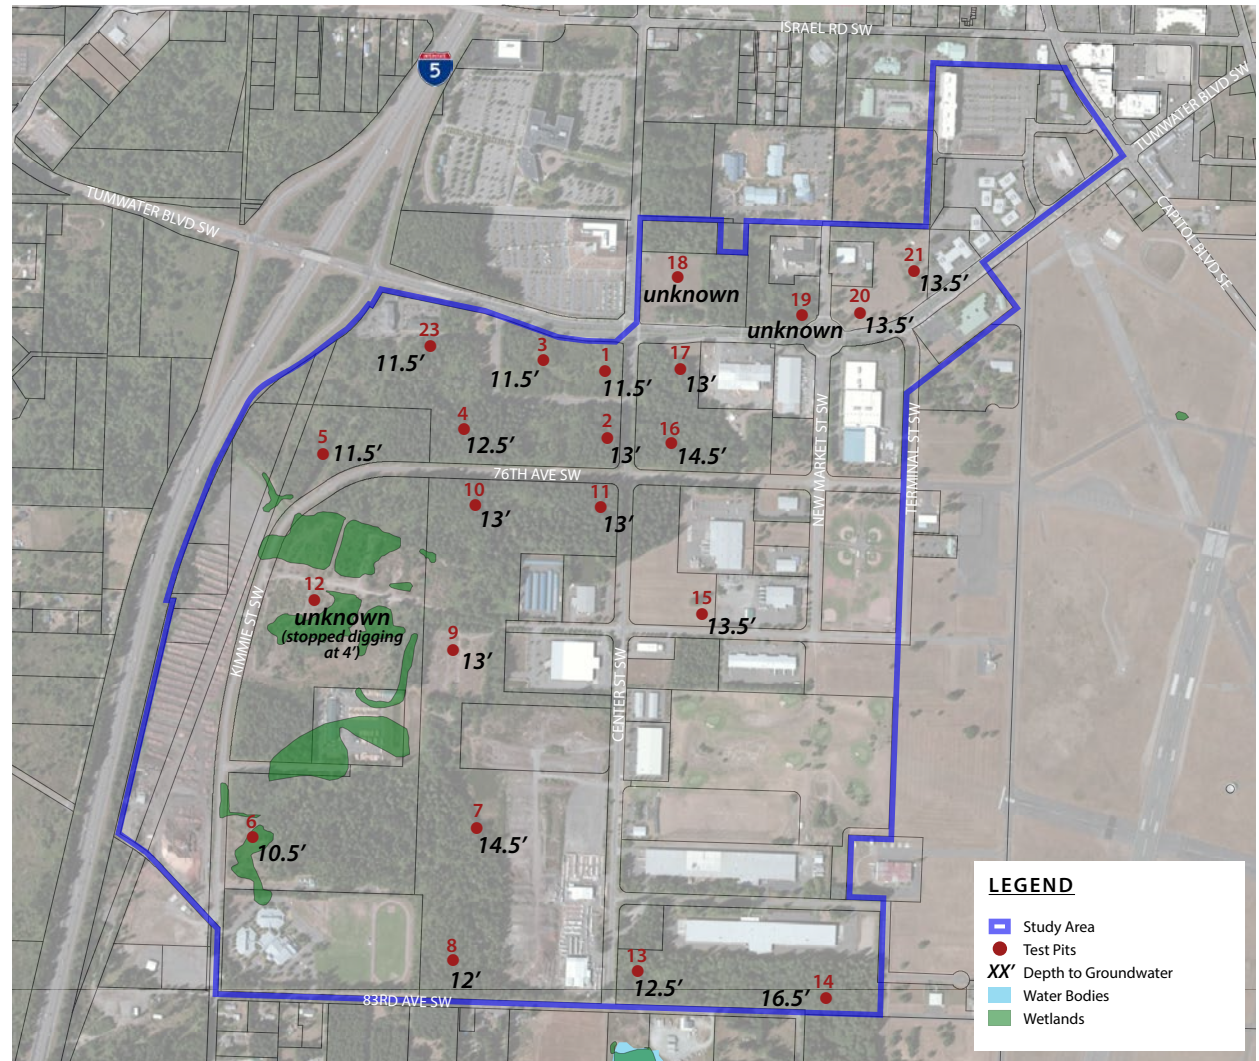 ISRAEL RD SW
INTERSTATE
5
TUMWATER BLVD SW
TUMWATER BLVD SW
CAPITOL BLVD SE
21
13.5’
18
unknown
19
unknown
20
13.5’
23
11.5’
3
11.5’
1
11.5’
17
13’
4
12.5’
2
13’
16
14.5’
5
11.5’
NEW MARKET ST SW
TERMINAL ST SW
76TH AVE SW
10
13’
11
13’
12
unknown
(stopped digging
at 4’)
KIMMIE ST SW
15
13.5’
9
13’
CENTER ST SW
7
14.5’
6
10.5’
8
12’
13
12.5’
14
16.5’
83RD AVE SW
LEGEND
Study Area
Test Pits
XX’ Depth to Groundwater
Water Bodies
Wetlands